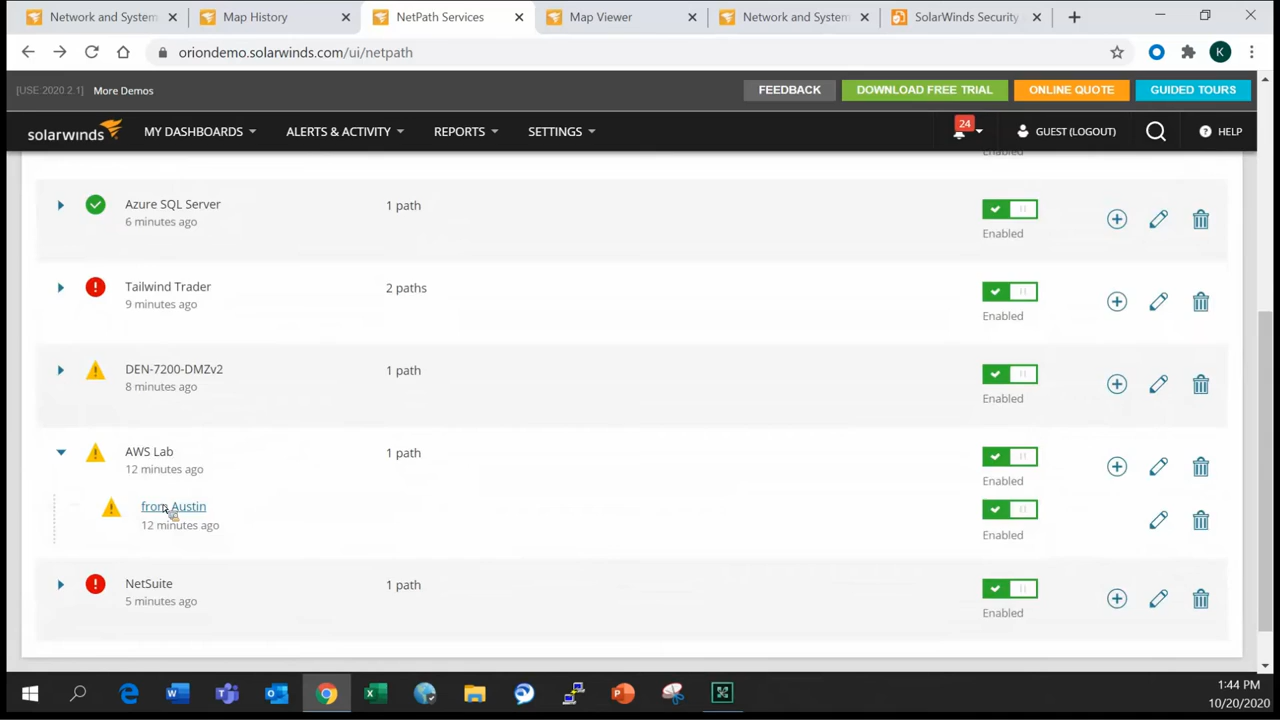 Network and System
Map History
NetPath Services
Map Viewer
Network and System
SolarWinds Security
oriondemo.solarwinds.com/ui/netpath
K
[USE 2020.2.1] More Demos
FEEDBACK
DOWNLOAD FREE TRIAL
ONLINE QUOTE
GUIDED TOURS
solarwinds
MY DASHBOARDS
ALERTS & ACTIVITY
REPORTS
SETTINGS
24
GUEST (LOGOUT)
HELP
Enabled
Azure SQL Server
6 minutes ago
1 path
Enabled
Tailwind Trader
9 minutes ago
2 paths
Enabled
DEN-7200-DMZv2
8 minutes ago
1 path
Enabled
AWS Lab
12 minutes ago
1 path
Enabled
from Austin
12 minutes ago
Enabled
NetSuite
5 minutes ago
1 path
Enabled
1:44 PM
10/20/2020